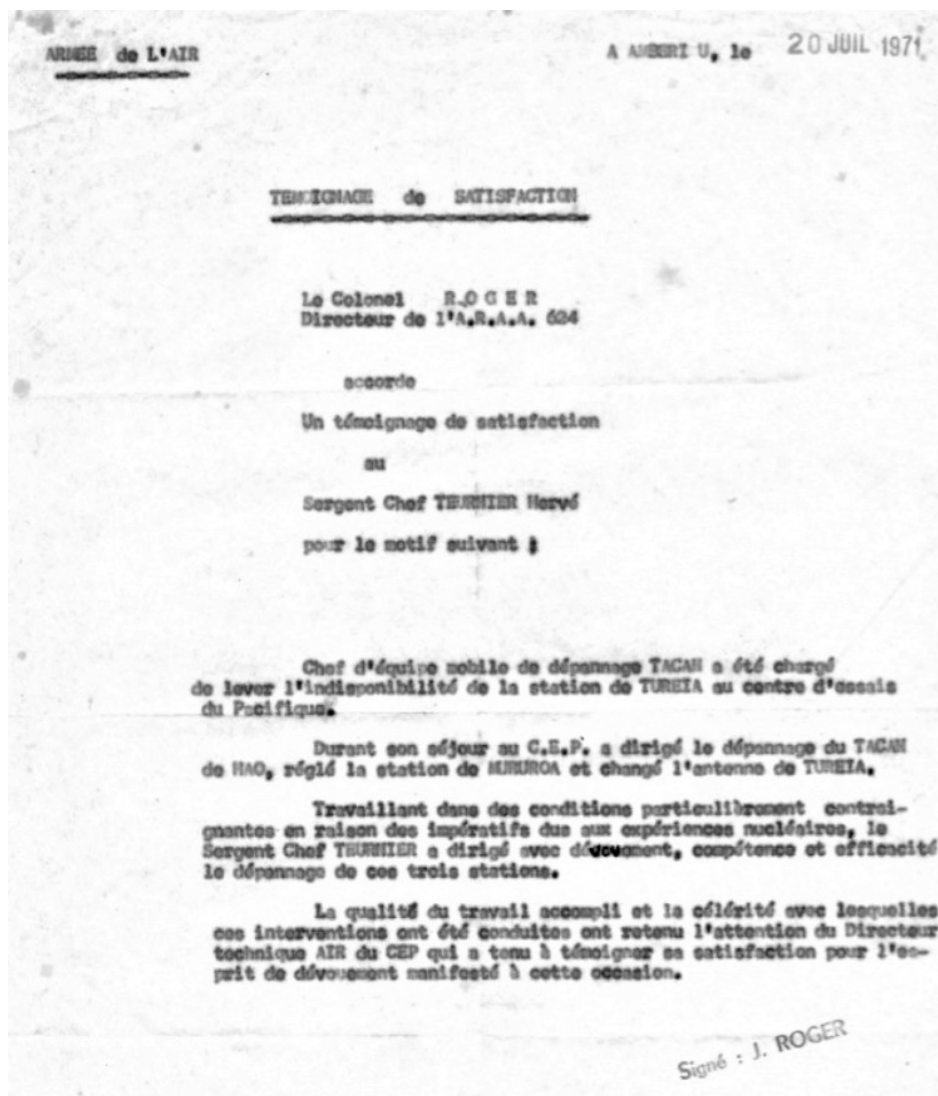 ARMEE de L'AIR
A AMBERI U, le 20 JUIL 1971
TEMOIGNAGE de SATISFACTION
Le Colonel R.O G E R
Directeur de l'A.R.A.A. 624
accorde
Un témoignage de satisfaction
au
Sergent Chef TEURNIER Hervé
pour le motif suivant :
Chef d'équipe mobile de dépannage TACAN a été chargé
de lever l'indisponibilité de la station de TUREIA au centre d'essais
du Pacifique.
Durant son séjour au C.E.P. a dirigé le dépannage du TACAN
de HAO, réglé la station de MURUROA et changé l'antenne de TUREIA.
Travaillant dans des conditions particulièrement contrai-
gnantes en raison des impératifs dus aux expériences nucléaires, le
Sergent Chef TEURNIER a dirigé avec dévouement, compétence et efficacité
le dépannage de ces trois stations.
La qualité du travail accompli et la célérité avec lesquelles
ces interventions ont été conduites ont retenu l'attention du Directeur
technique AIR du CEP qui a tenu à témoigner sa satisfaction pour l'es-
prit de dévouement manifesté à cette occasion.
Signé : J. ROGER